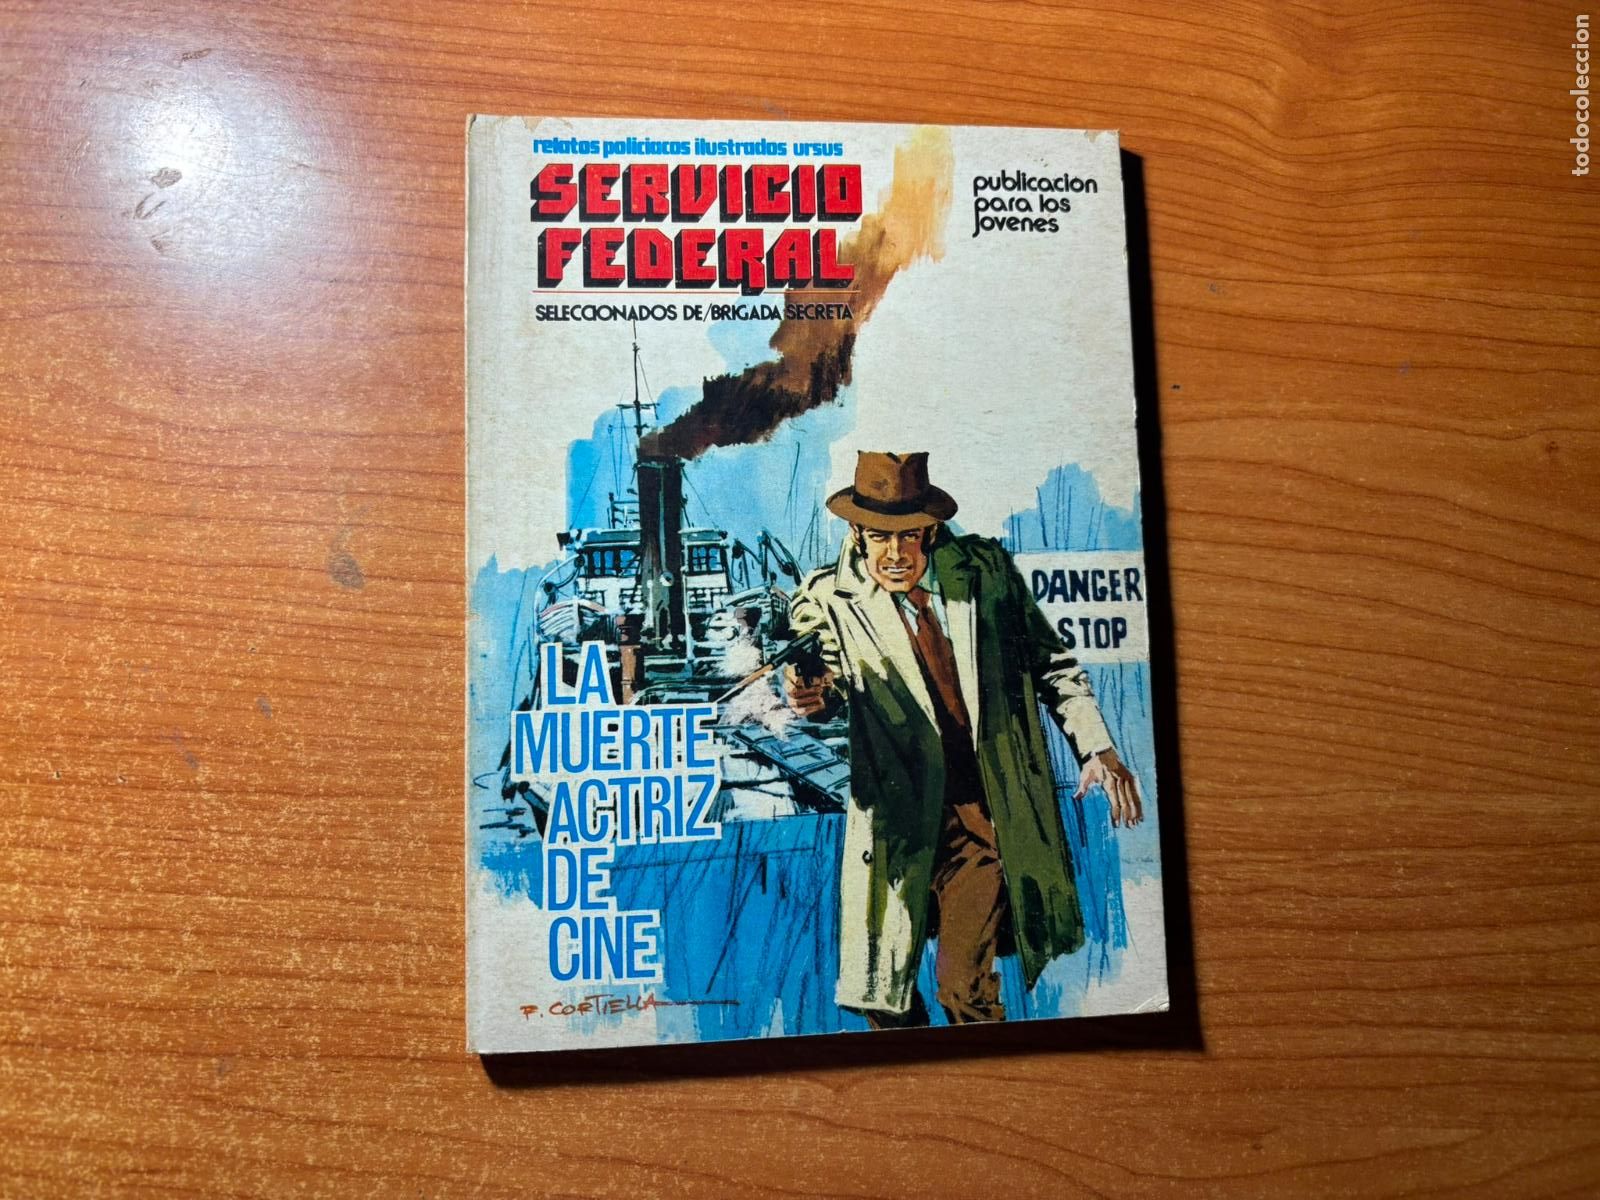 relatos policiacos ilustrados ursus
SERVICIO
FEDERAL
SELECCIONADOS DE/BRIGADA SECRETA
publicación
para los
jovenes
DANGER
STOP
LA
MUERTE
ACTRIZ
DE
CINE
F. CORTIELLA
todocoleccion